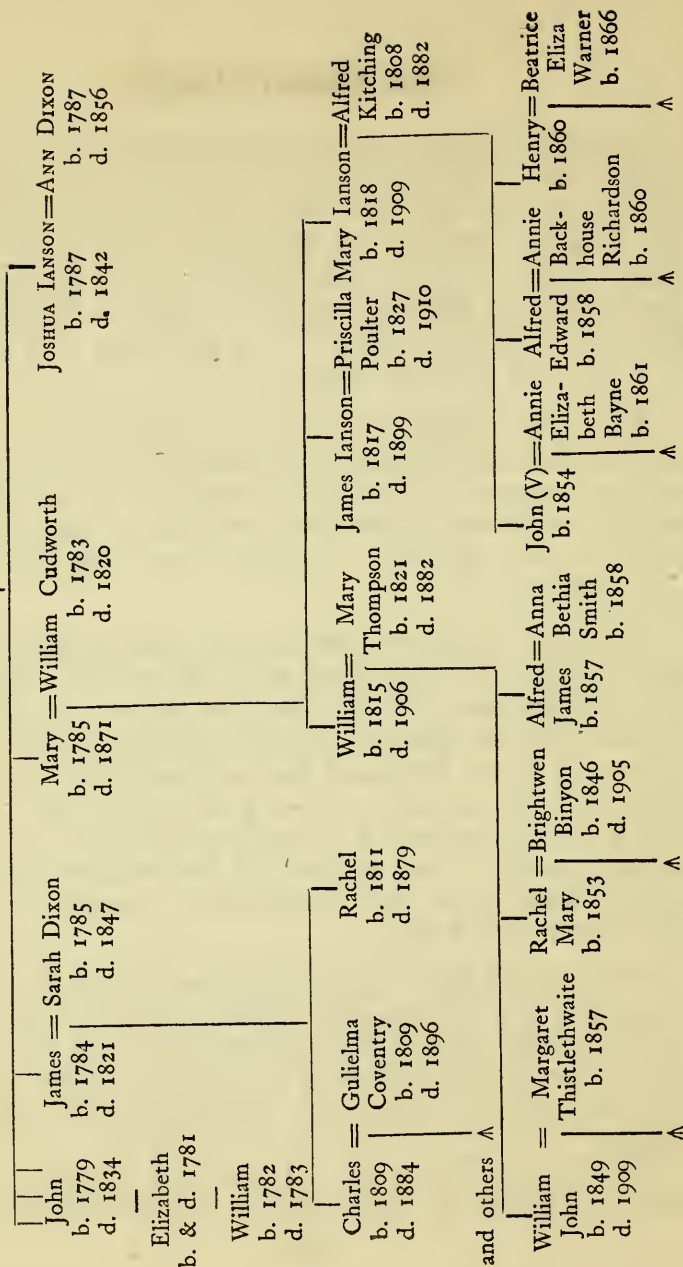 John
b. 1779
d. 1834
Elizabeth
b. & d. 1781
William
b. 1782
d. 1783
James = Sarah Dixon
b. 1784 b. 1785
d. 1821 d. 1847
Mary = William Cudworth
b. 1785 b. 1783
d. 1871 d. 1820
JOSHUA IANSON=ANN DIXON
b. 1787 b. 1787
d. 1842 d. 1856
Charles = Gulielma
Coventry
b. 1809 b. 1809
d. 1884 d. 1896
Rachel
b. 1811
d. 1879
William= Mary
Thompson
b. 1815 b. 1821
d. 1906 d. 1882
James Ianson=Priscilla
Poulter
b. 1817 b. 1827
d. 1899 d. 1910
Mary Ianson=Alfred
Kitching
b. 1818 b. 1808
d. 1909 d. 1882
and others
William = Margaret
John Thistlethwaite
b. 1849 b. 1857
d. 1909
Rachel =Brightwen
Mary Binyon
b. 1853 b. 1846
d. 1905
Alfred=Anna
James Bethia
b. 1857 Smith
b. 1858
John (V)=Annie
b. 1854 Eliza-
beth
Bayne
b. 1861
Alfred=Annie
Edward Back-
b. 1858 house
Richardson
b. 1860
Henry=Beatrice
b. 1860 Eliza
Warner
b. 1866